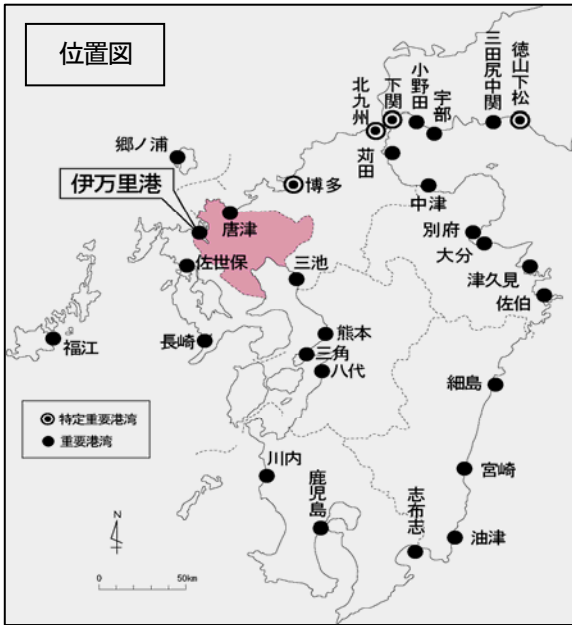 位置図
徳山下松
三田尻中関
小野田
宇部
下関
北九州
苅田
郷ノ浦
伊万里港
博多
中津
唐津
別府
大分
佐世保
三池
津久見
佐伯
福江
長崎
熊本
三角
八代
細島
特定重要港湾
重要港湾
川内
鹿児島
志布志
宮崎
油津
N
0 50km